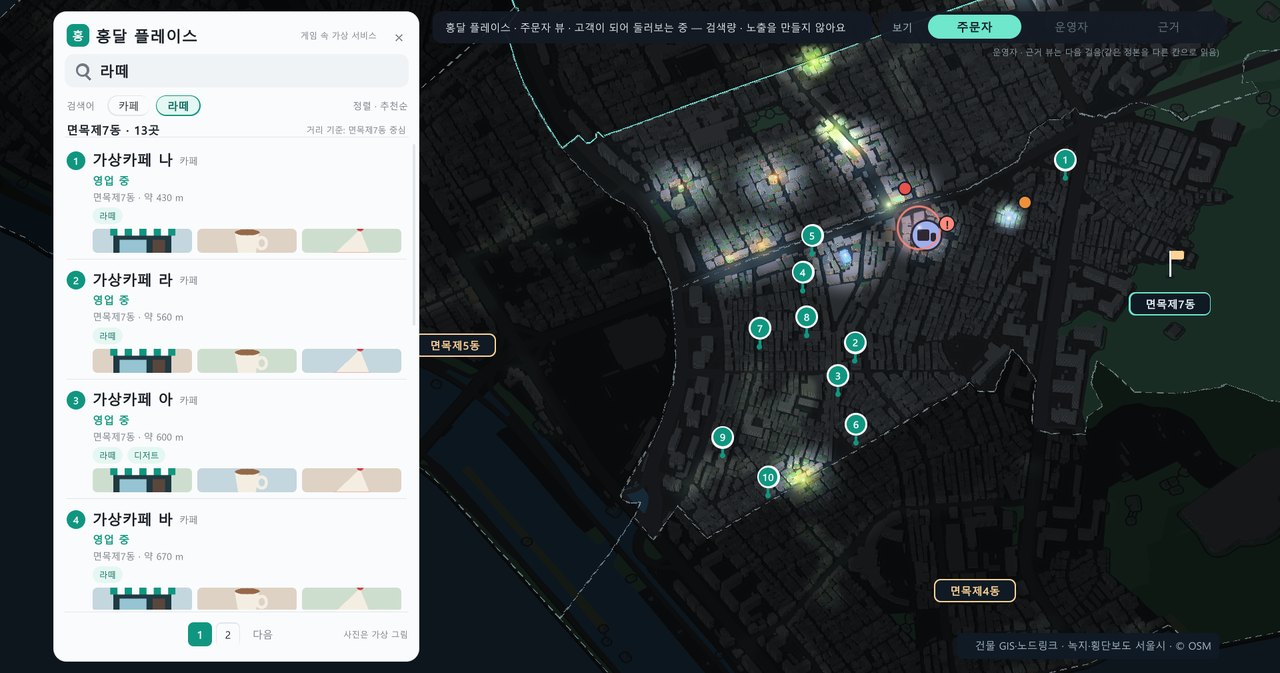 홍 홍달 플레이스 게임 속 가상 서비스 ×
라떼
검색어 카페 라떼 정렬 · 추천순
면목제7동 · 13곳 거리 기준: 면목제7동 중심
1 가상카페 나 카페
영업 중
면목제7동 · 약 430 m
라떼
2 가상카페 라 카페
영업 중
면목제7동 · 약 560 m
라떼
3 가상카페 아 카페
영업 중
면목제7동 · 약 600 m
라떼 디저트
4 가상카페 바 카페
영업 중
면목제7동 · 약 670 m
라떼
1 2 다음 사진은 가상 그림
홍달 플레이스 · 주문자 뷰 · 고객이 되어 둘러보는 중 — 검색량 · 노출을 만들지 않아요 보기 주문자 운영자 근거
운영자 · 근거 뷰는 다음 걸음(같은 정본을 다른 칸으로 읽음)
1
!
5
4
8
7
2
3
6
9
10
면목제7동
면목제5동
면목제4동
건물 GIS·노드링크 · 녹지·횡단보도 서울시 · © OSM